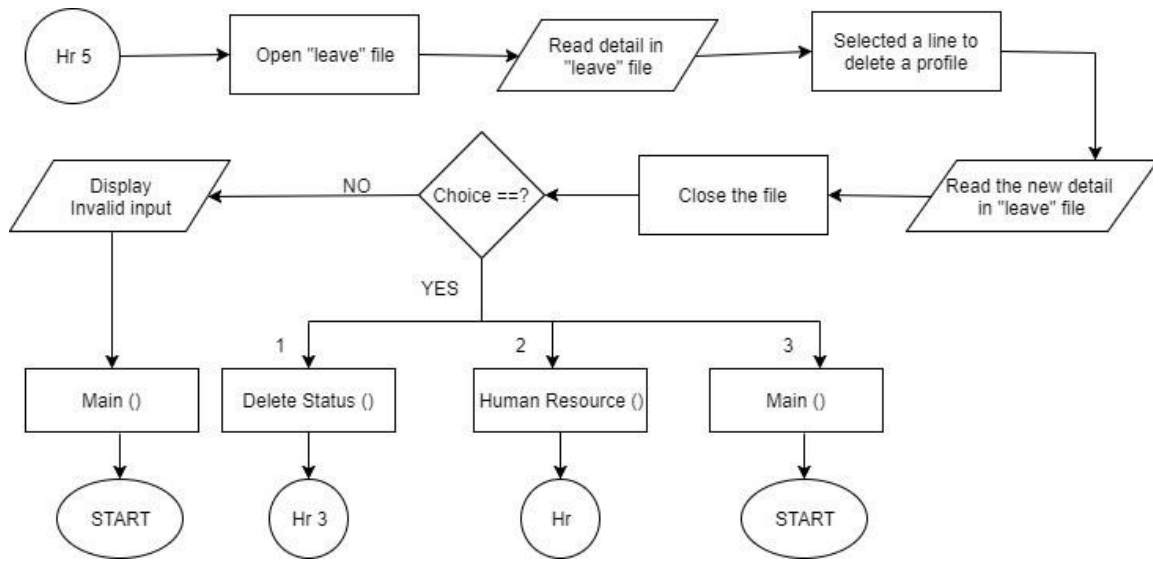 Hr 5
Open "leave" file
Read detail in
"leave" file
Selected a line to
delete a profile
Display
Invalid input
NO
Choice ==?
Close the file
Read the new detail
in "leave" file
YES
1
2
3
Main ()
Delete Status ()
Human Resource ()
Main ()
START
Hr 3
Hr
START